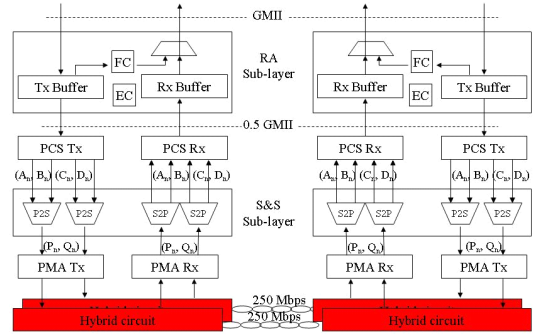 GMII
FC
RA
Sub-layer
FC
Tx Buffer
EC
Rx Buffer
Rx Buffer
EC
Tx Buffer
0.5 GMII
PCS Tx
PCS Rx
PCS Rx
PCS Tx
(An, Bn)
(Cn, Dn)
(An, Bn)
(Cn, Dn)
(An, Bn)
(Cn, Dn)
(An, Bn)
(Cn, Dn)
P2S
P2S
S2P
S2P
S&S
Sub-layer
S2P
S2P
P2S
P2S
(Pn, Qn)
(Pn, Qn)
(Pn, Qn)
(Pn, Qn)
PMA Tx
PMA Rx
PMA Rx
PMA Tx
250 Mbps
Hybrid circuit
250 Mbps
Hybrid circuit